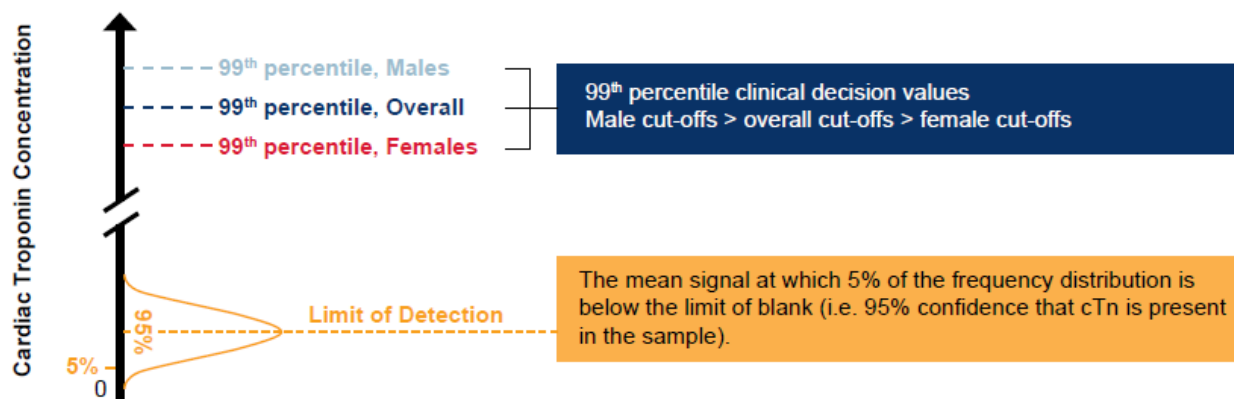 Cardiac Troponin Concentration
99th percentile, Males
99th percentile, Overall
99th percentile, Females
99th percentile clinical decision values
Male cut-offs > overall cut-offs > female cut-offs
Limit of Detection
The mean signal at which 5% of the frequency distribution is
below the limit of blank (i.e. 95% confidence that cTn is present
in the sample).
95%
5%
0